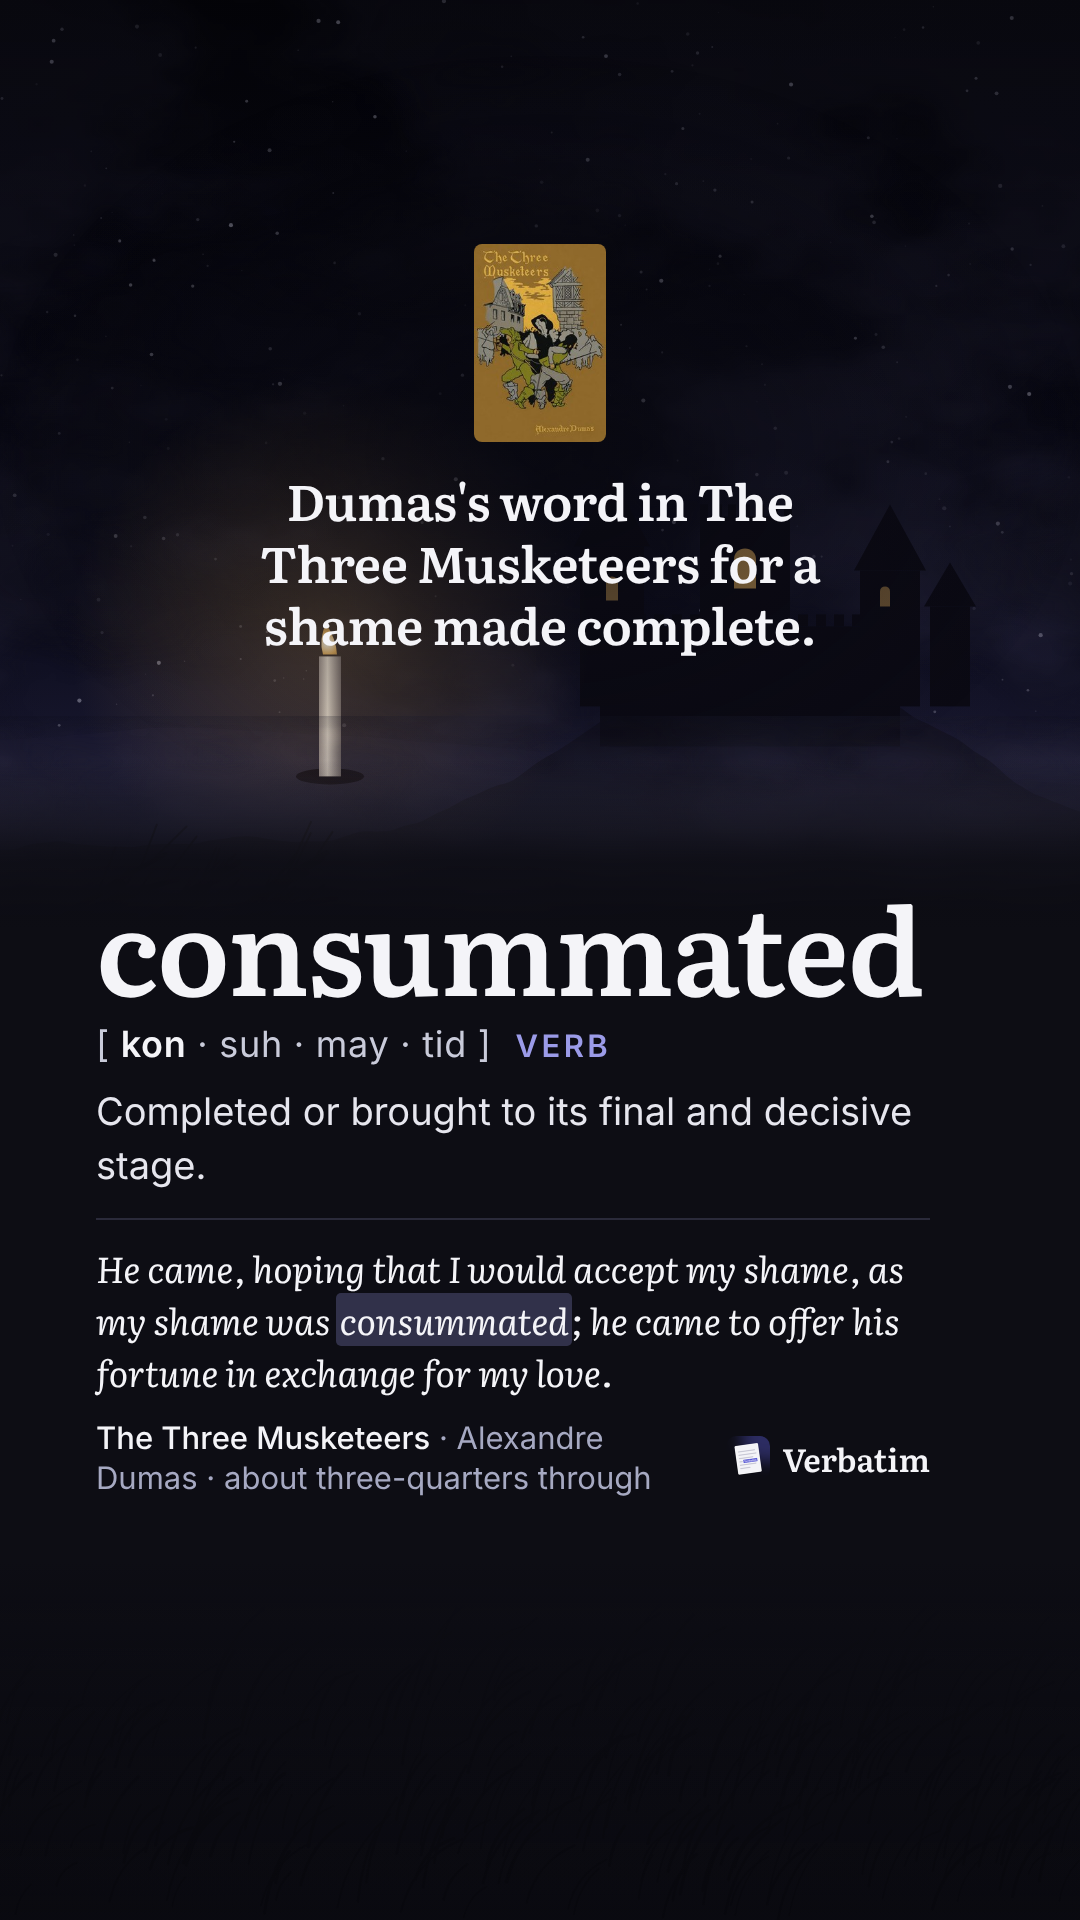 The Three
Musketeers
Alexandre Dumas
Dumas's word in The
Three Musketeers for a
shame made complete.
consummated
[ kon · suh · may · tid ] VERB
Completed or brought to its final and decisive
stage.
He came, hoping that I would accept my shame, as
my shame was consummated; he came to offer his
fortune in exchange for my love.
The Three Musketeers · Alexandre
Dumas · about three-quarters through
Verbatim